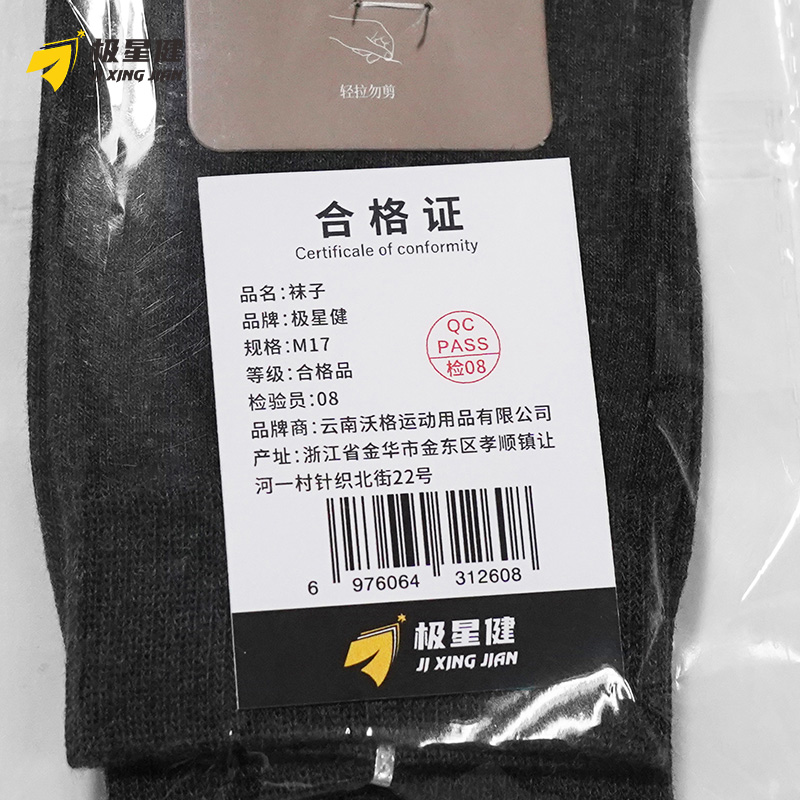 极星健
JI XING JIAN
轻拉勿剪
合格证
Certificale of conformity
品名:袜子
品牌:极星健
规格:M17
等级:合格品
检验员:08
QC
PASS
检08
品牌商:云南沃格运动用品有限公司
产址:浙江省金华市金东区孝顺镇让
河一村针织北街22号
6 976064 312608
极星健
JI XING JIAN